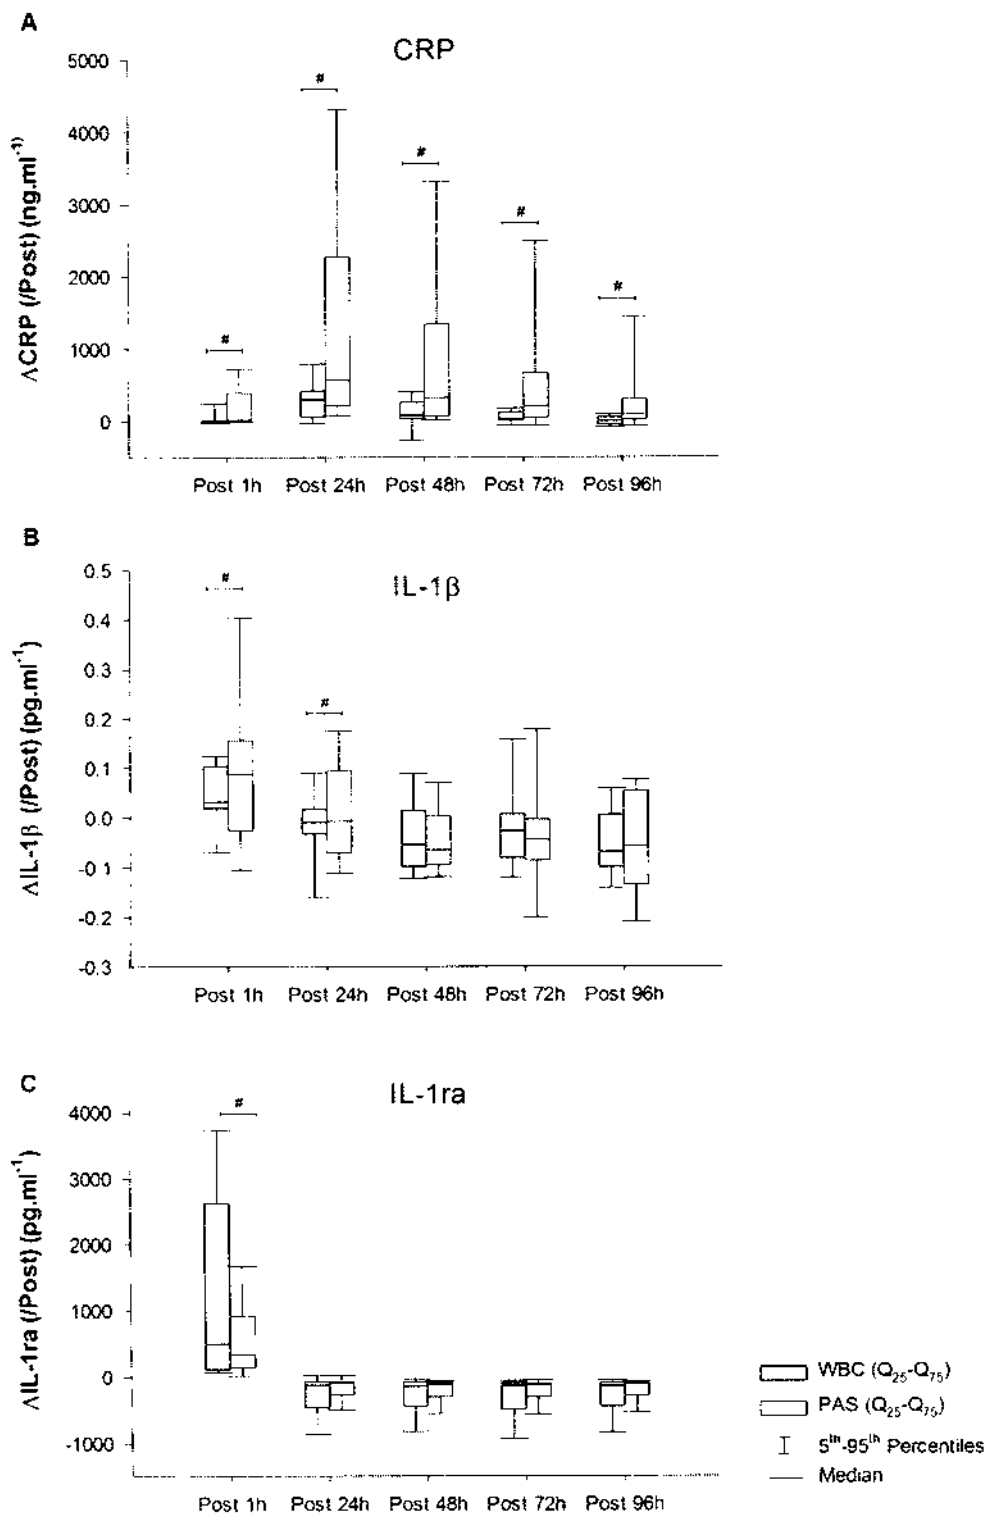 A
CRP
ΔCRP (/Post) (ng.ml⁻¹)
5000
4000
3000
2000
1000
0
#
#
#
#
#
Post 1h Post 24h Post 48h Post 72h Post 96h
B
IL-1β
ΔIL-1β (/Post) (pg.ml⁻¹)
0.5
0.4
0.3
0.2
0.1
0.0
-0.1
-0.2
-0.3
#
#
Post 1h Post 24h Post 48h Post 72h Post 96h
C
IL-1ra
ΔIL-1ra (/Post) (pg.ml⁻¹)
4000
3000
2000
1000
0
-1000
#
Post 1h Post 24h Post 48h Post 72h Post 96h
WBC (Q₂₅-Q₇₅)
PAS (Q₂₅-Q₇₅)
5ᵗʰ-95ᵗʰ Percentiles
Median